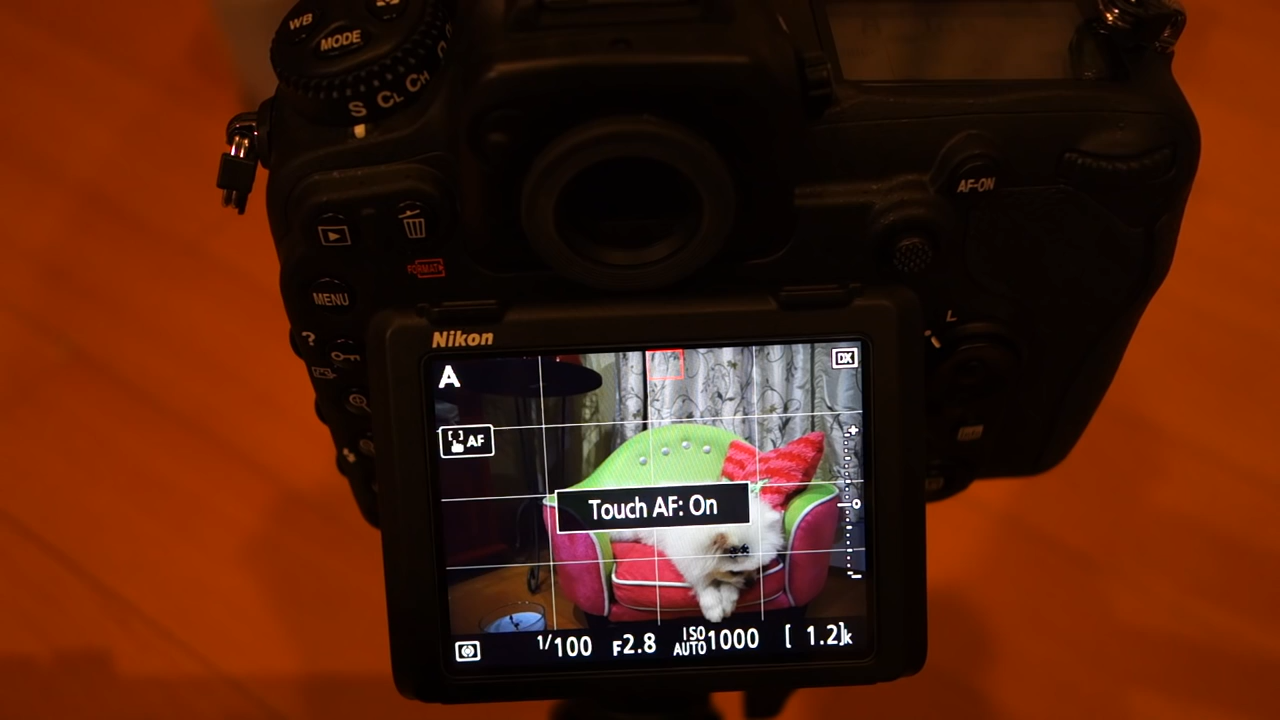 WB
MODE
S CL CH
AF-ON
FORMAT
MENU
L
?
Nikon
A
DX
AF
Touch AF: On
1/100 F2.8 ISO AUTO 1000 [ 1.2]k